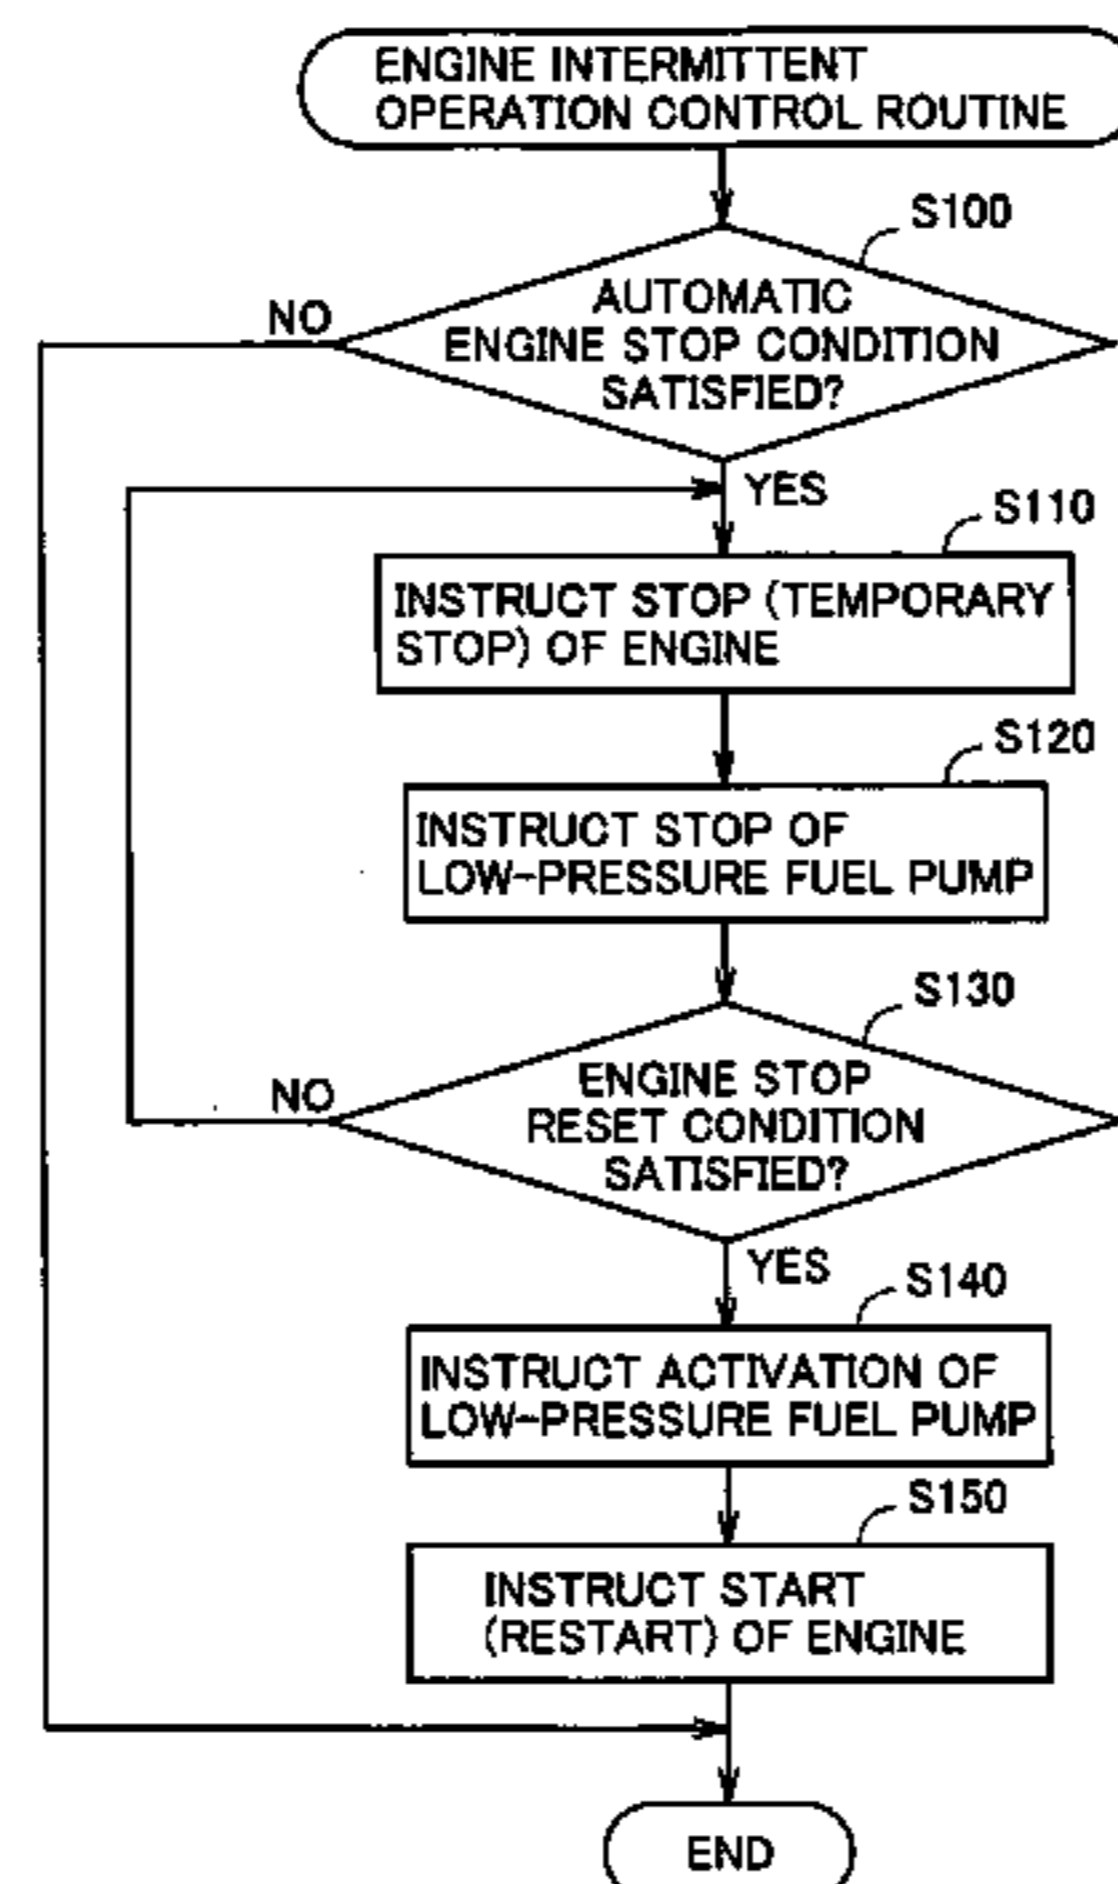 ENGINE INTERMITTENT
OPERATION CONTROL ROUTINE
S100
AUTOMATIC
ENGINE STOP CONDITION
SATISFIED?
NO
YES
S110
INSTRUCT STOP (TEMPORARY
STOP) OF ENGINE
S120
INSTRUCT STOP OF
LOW-PRESSURE FUEL PUMP
S130
ENGINE STOP
RESET CONDITION
SATISFIED?
NO
YES
S140
INSTRUCT ACTIVATION OF
LOW-PRESSURE FUEL PUMP
S150
INSTRUCT START
(RESTART) OF ENGINE
END